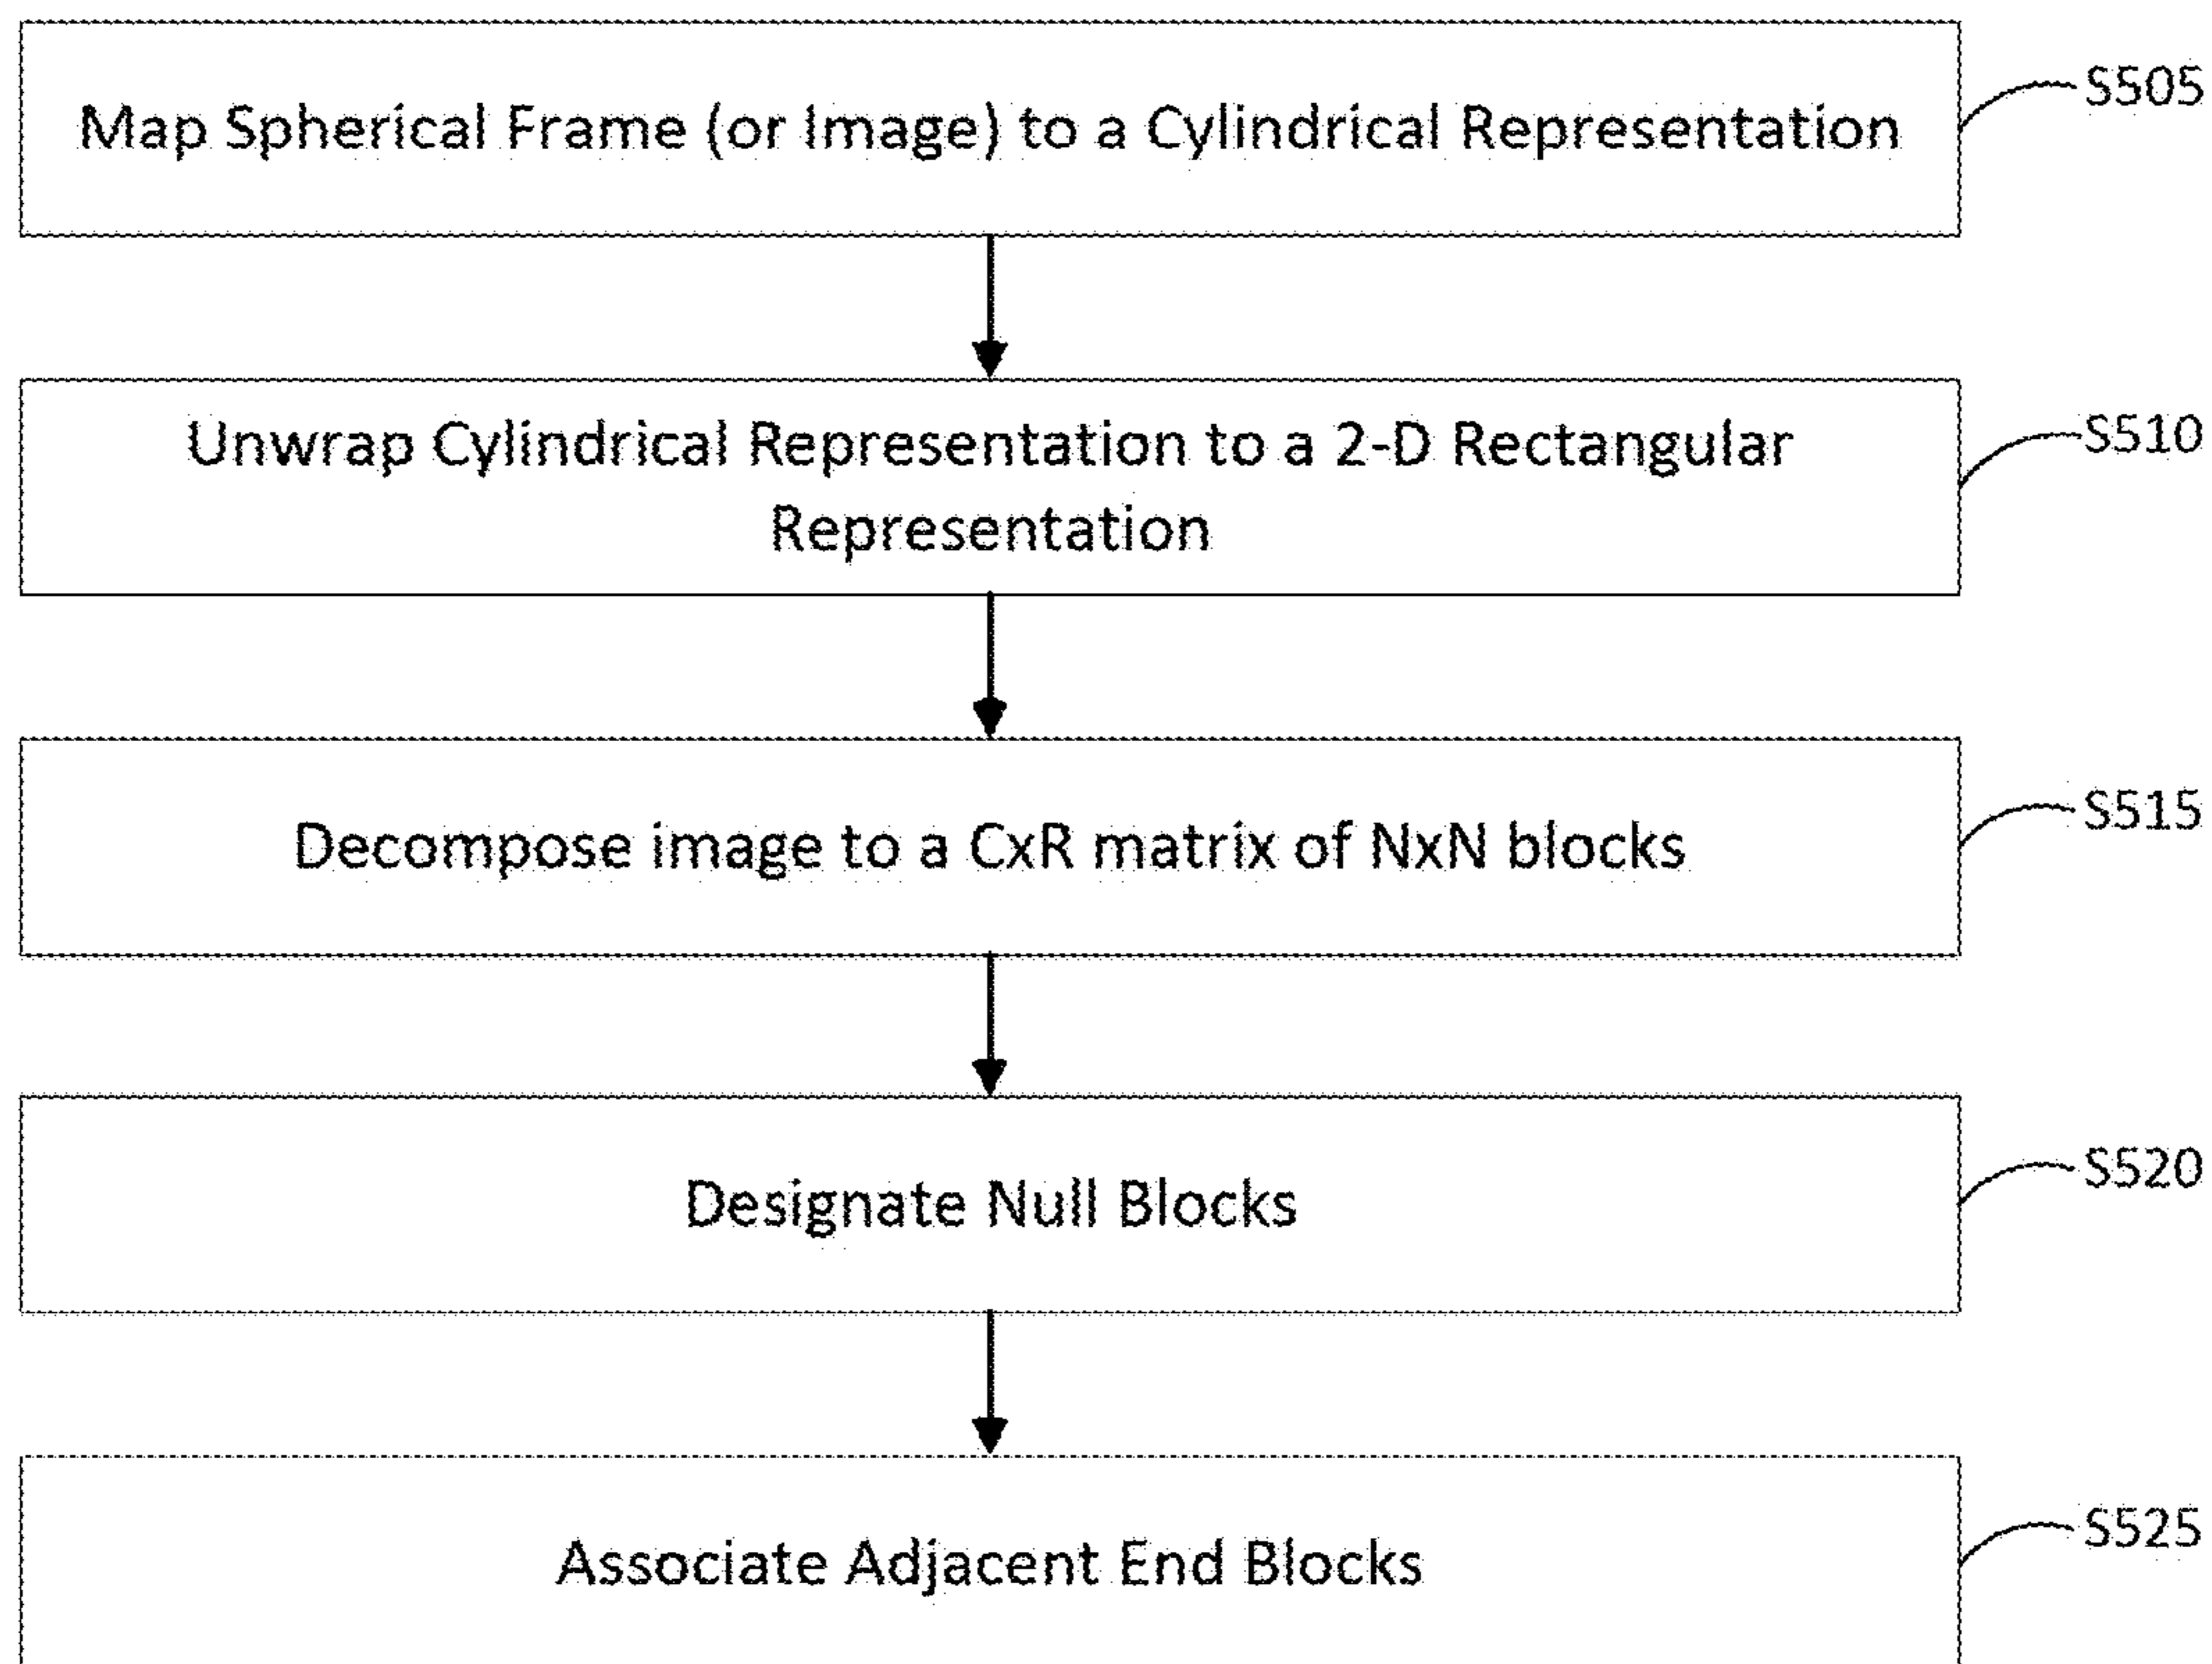 Map Spherical Frame (or Image) to a Cylindrical Representation
S505
Unwrap Cylindrical Representation to a 2-D Rectangular
Representation
S510
Decompose image to a CxR matrix of NxN blocks
S515
Designate Null Blocks
S520
Associate Adjacent End Blocks
S525